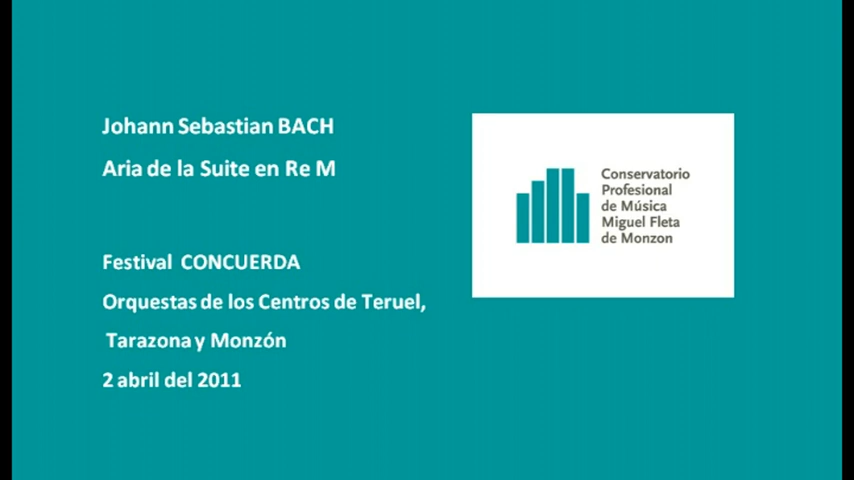 Johann Sebastian BACH
Aria de la Suite en Re M
Festival CONCUERDA
Orquestas de los Centros de Teruel,
Tarazona y Monzón
2 abril del 2011
Conservatorio
Profesional
de Música
Miguel Fleta
de Monzon